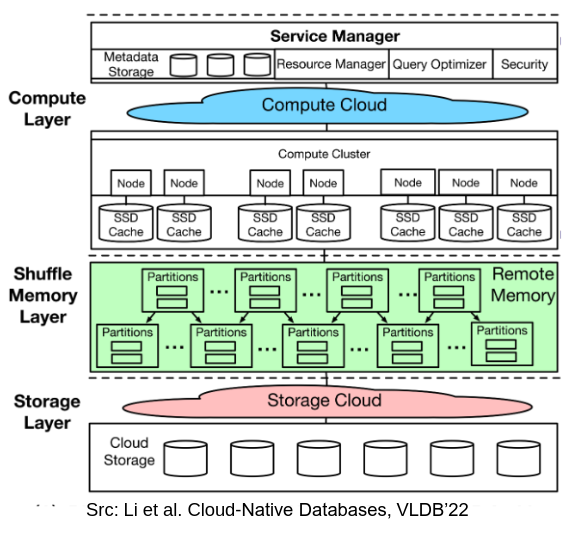 Service Manager
Metadata Storage
Resource Manager
Query Optimizer
Security
Compute Layer
Compute Cloud
Compute Cluster
Node Node Node Node Node Node Node
SSD Cache SSD Cache SSD Cache SSD Cache SSD Cache SSD Cache SSD Cache
Shuffle Memory Layer
Partitions ... Partitions ... Partitions ... Partitions
Remote Memory
Partitions ... Partitions ... Partitions ... Partitions ... Partitions
Storage Layer
Storage Cloud
Cloud Storage
Src: Li et al. Cloud-Native Databases, VLDB’22